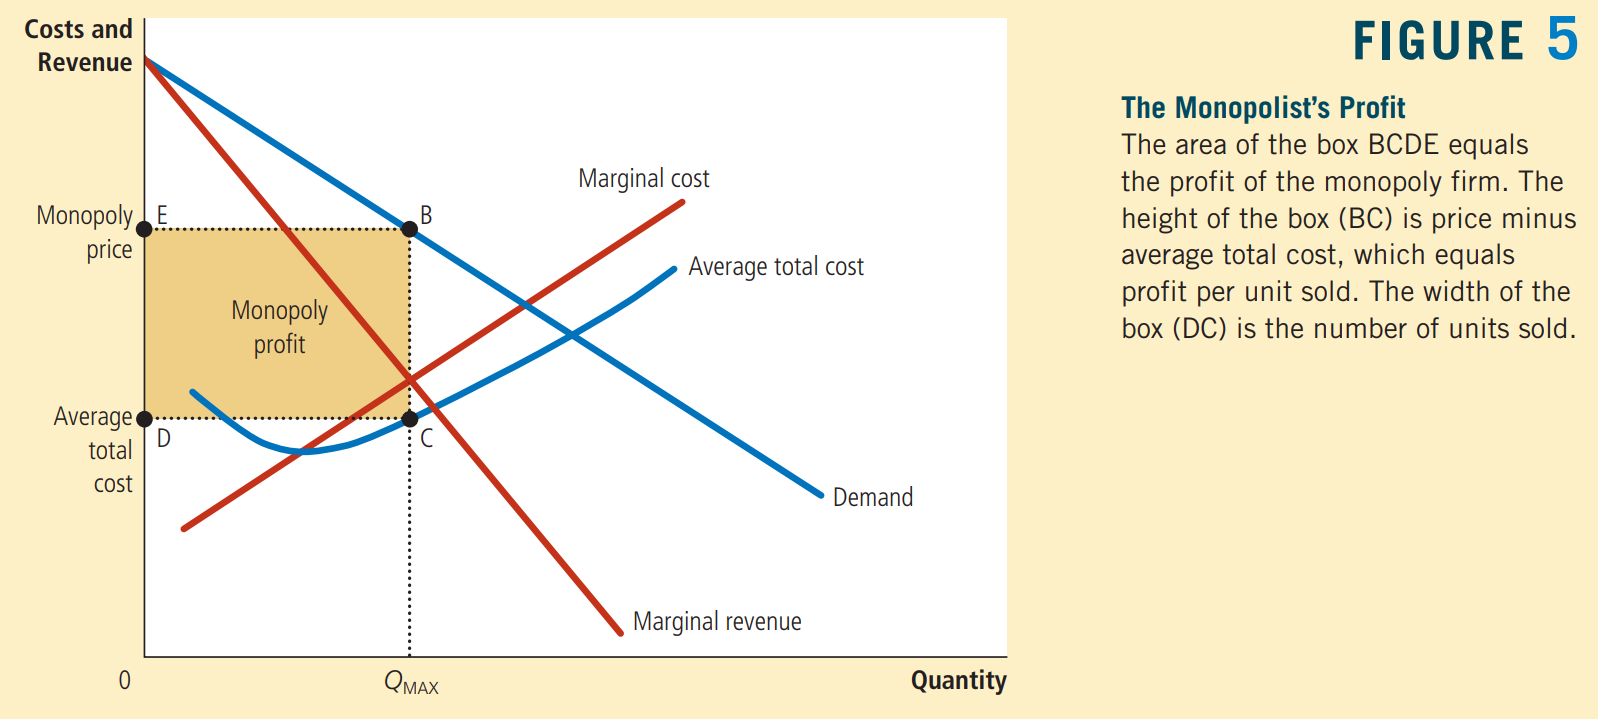 Costs and
Revenue
FIGURE 5
The Monopolist’s Profit
The area of the box BCDE equals
the profit of the monopoly firm. The
height of the box (BC) is price minus
average total cost, which equals
profit per unit sold. The width of the
box (DC) is the number of units sold.
Marginal cost
Monopoly
price
E
B
Average total cost
Monopoly
profit
Average
total
cost
D
C
Demand
Marginal revenue
0
QMAX
Quantity